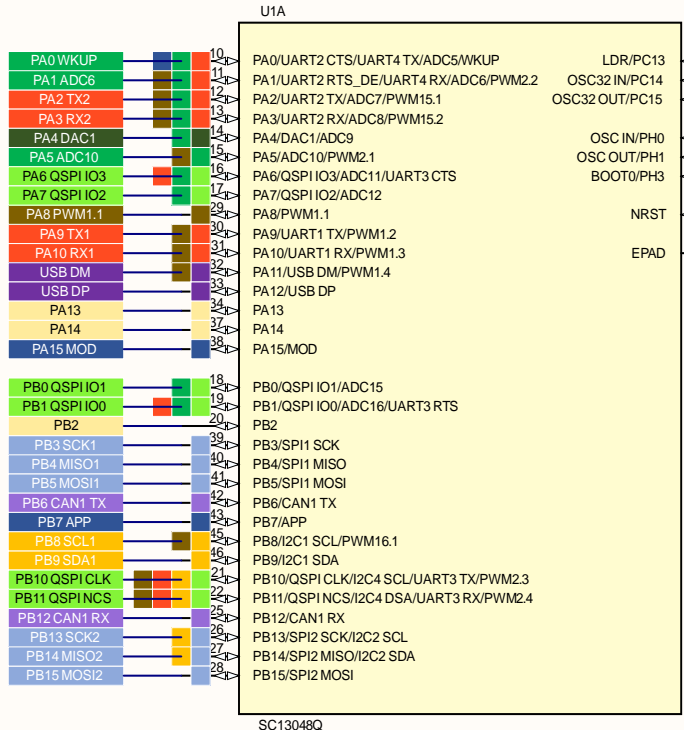 U1A
PA0 WKUP 10 PA0/UART2 CTS/UART4 TX/ADC5/WKUP LDR/PC13
PA1 ADC6 11 PA1/UART2 RTS_DE/UART4 RX/ADC6/PWM2.2 OSC32 IN/PC14
PA2 TX2 12 PA2/UART2 TX/ADC7/PWM15.1 OSC32 OUT/PC15
PA3 RX2 13 PA3/UART2 RX/ADC8/PWM15.2
PA4 DAC1 14 PA4/DAC1/ADC9 OSC IN/PH0
PA5 ADC10 15 PA5/ADC10/PWM2.1 OSC OUT/PH1
PA6 QSPI IO3 16 PA6/QSPI IO3/ADC11/UART3 CTS BOOT0/PH3
PA7 QSPI IO2 17 PA7/QSPI IO2/ADC12
PA8 PWM1.1 29 PA8/PWM1.1 NRST
PA9 TX1 30 PA9/UART1 TX/PWM1.2
PA10 RX1 31 PA10/UART1 RX/PWM1.3 EPAD
USB DM 32 PA11/USB DM/PWM1.4
USB DP 33 PA12/USB DP
PA13 34 PA13
PA14 37 PA14
PA15 MOD 38 PA15/MOD
PB0 QSPI IO1 18 PB0/QSPI IO1/ADC15
PB1 QSPI IO0 19 PB1/QSPI IO0/ADC16/UART3 RTS
PB2 20 PB2
PB3 SCK1 39 PB3/SPI1 SCK
PB4 MISO1 40 PB4/SPI1 MISO
PB5 MOSI1 41 PB5/SPI1 MOSI
PB6 CAN1 TX 42 PB6/CAN1 TX
PB7 APP 43 PB7/APP
PB8 SCL1 45 PB8/I2C1 SCL/PWM16.1
PB9 SDA1 46 PB9/I2C1 SDA
PB10 QSPI CLK 21 PB10/QSPI CLK/I2C4 SCL/UART3 TX/PWM2.3
PB11 QSPI NCS 22 PB11/QSPI NCS/I2C4 DSA/UART3 RX/PWM2.4
PB12 CAN1 RX 25 PB12/CAN1 RX
PB13 SCK2 26 PB13/SPI2 SCK/I2C2 SCL
PB14 MISO2 27 PB14/SPI2 MISO/I2C2 SDA
PB15 MOSI2 28 PB15/SPI2 MOSI
SC13048Q